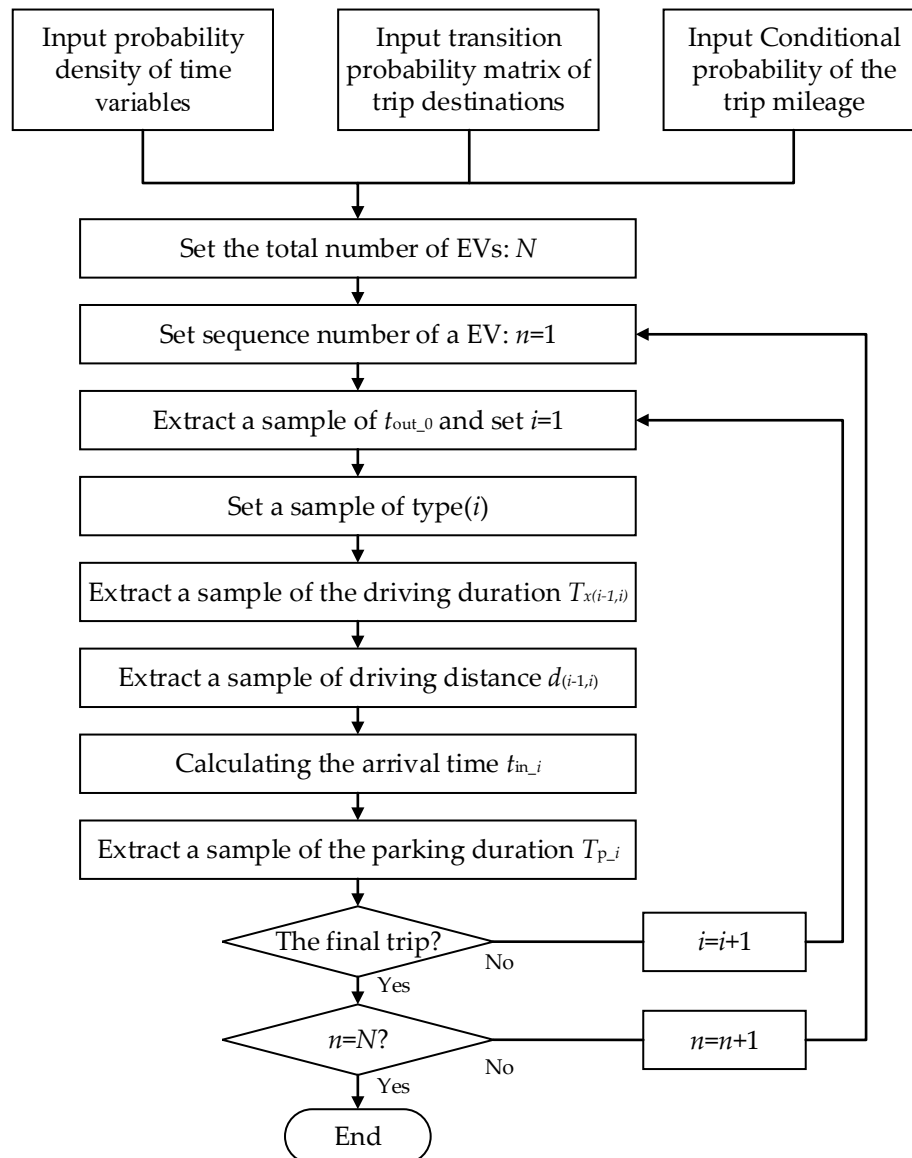 Input probability
density of time
variables
Input transition
probability matrix of
trip destinations
Input Conditional
probability of the
trip mileage
Set the total number of EVs: N
Set sequence number of a EV: n=1
Extract a sample of tout_0 and set i=1
Set a sample of type(i)
Extract a sample of the driving duration Tx(i-1,i)
Extract a sample of driving distance d(i-1,i)
Calculating the arrival time tin_i
Extract a sample of the parking duration Tp_i
The final trip?
No
i=i+1
Yes
n=N?
No
n=n+1
Yes
End